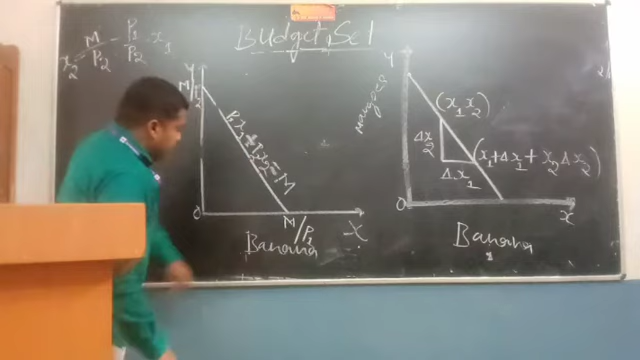 Budget Set
x₂ = M/P₂ - P₁/P₂ · x₁
Y
M/P₂
P₁x₁ + P₂x₂ = M
O
M/P₁
X
Banana
Y
mangoes
(x₁ x₂)
Δx₂
Δx₁
(x₁ + Δx₁ + x₂ Δx₂)
O
X
Banana